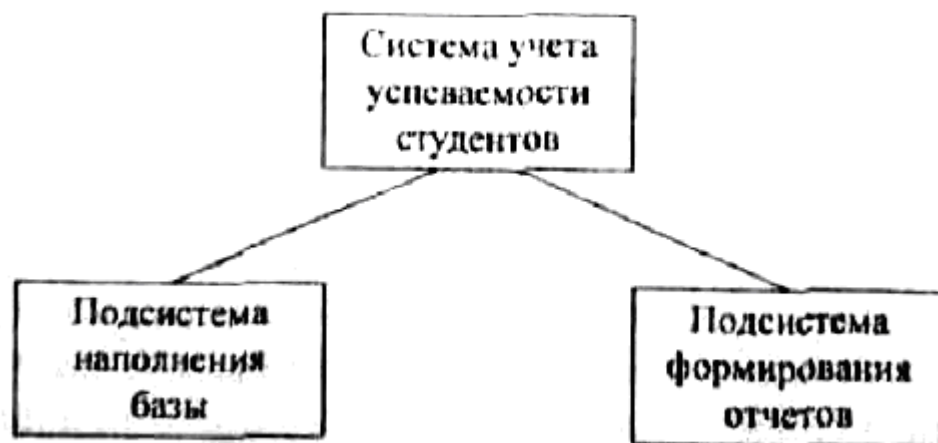 Система учета
успеваемости
студентов
Подсистема
наполнения
базы
Подсистема
формирования
отчетов